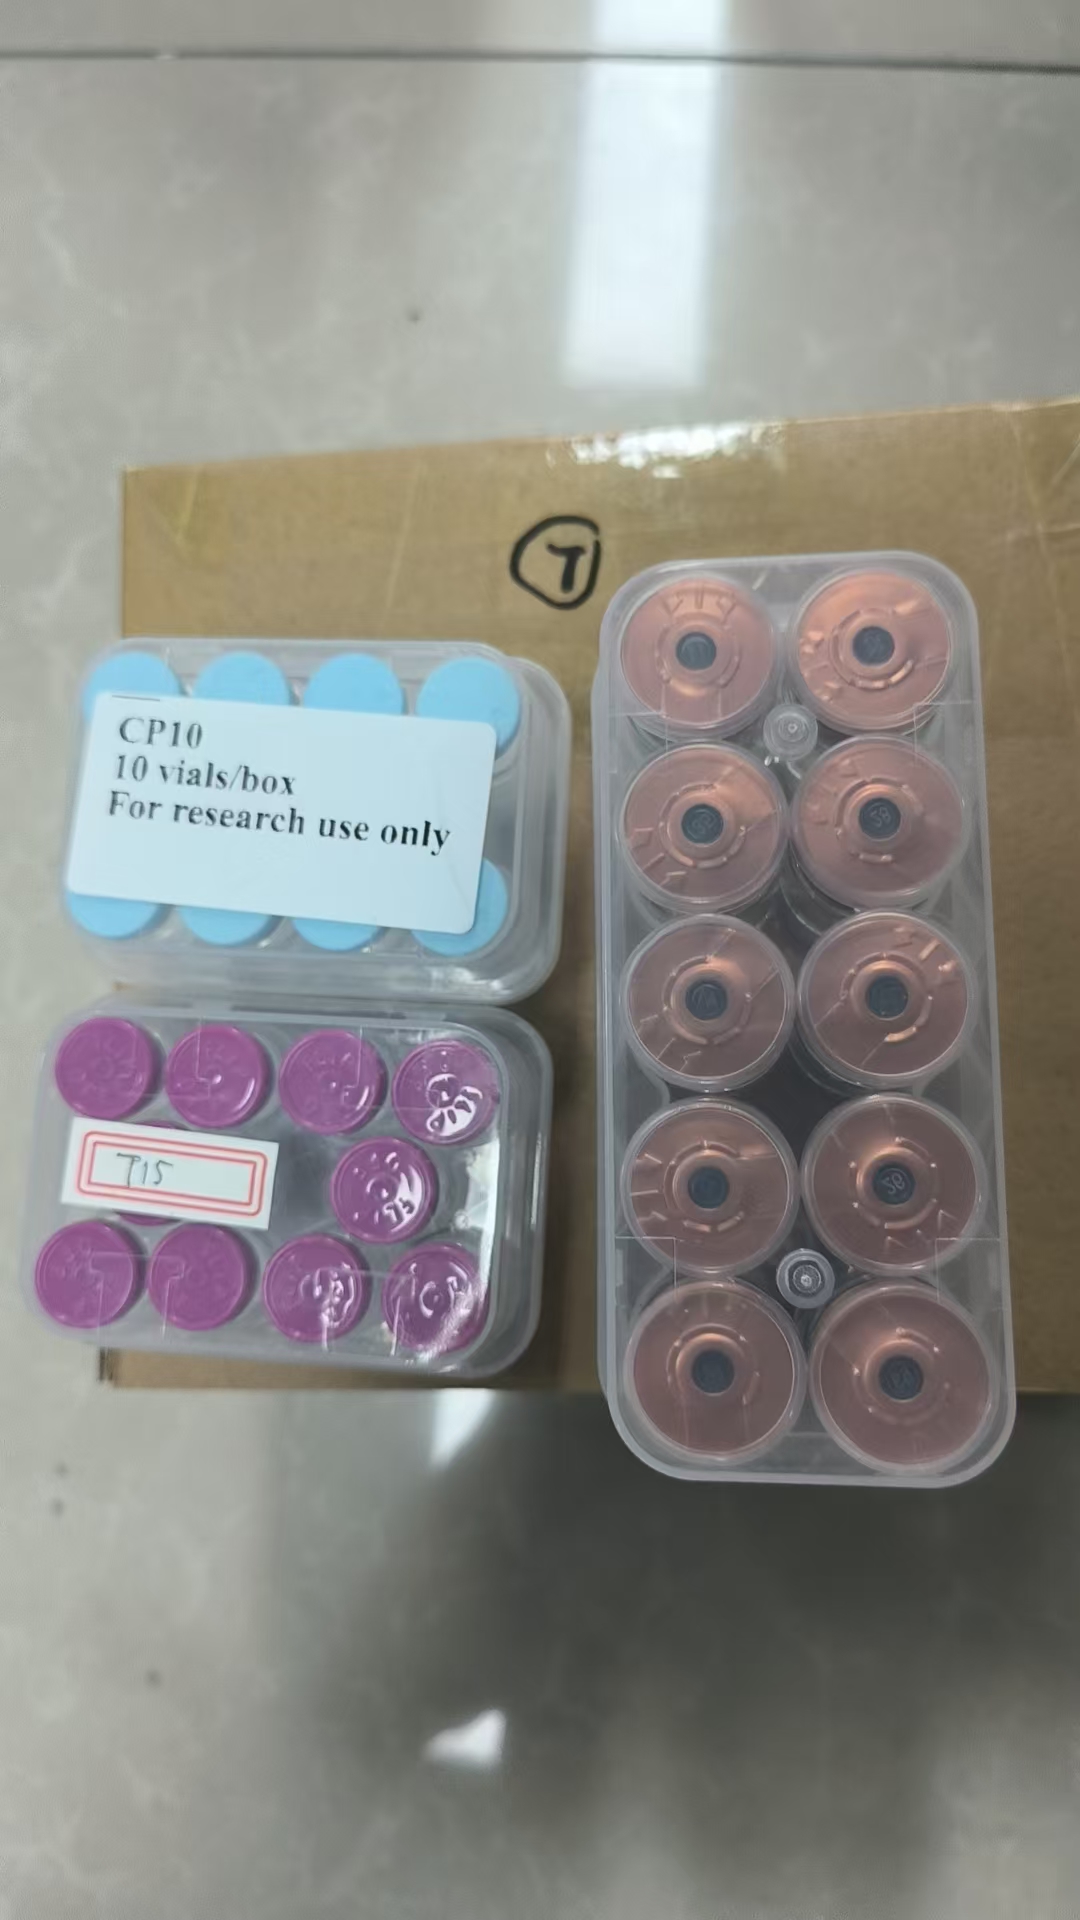 T
CP10
10 vials/box
For research use only
T15